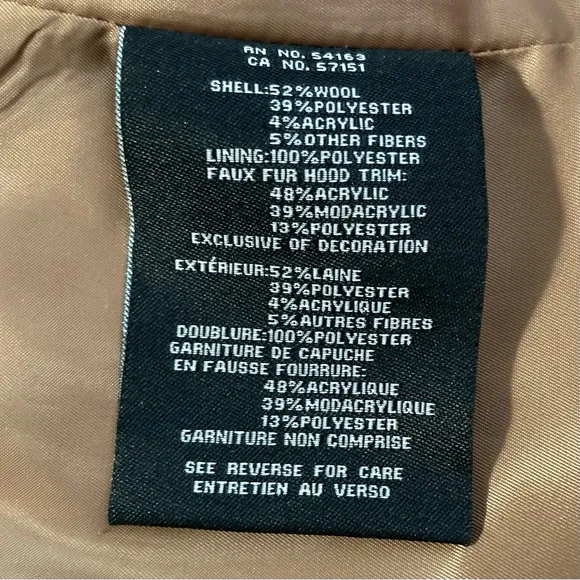 RN NO. 54163
CA NO. 57151
SHELL:52%WOOL
39%POLYESTER
4%ACRYLIC
5%OTHER FIBERS
LINING:100%POLYESTER
FAUX FUR HOOD TRIM:
48%ACRYLIC
39%MODACRYLIC
13%POLYESTER
EXCLUSIVE OF DECORATION
EXTÉRIEUR:52%LAINE
39%POLYESTER
4%ACRYLIQUE
5%AUTRES FIBRES
DOUBLURE:100%POLYESTER
GARNITURE DE CAPUCHE
EN FAUSSE FOURRURE:
48%ACRYLIQUE
39%MODACRYLIQUE
13%POLYESTER
GARNITURE NON COMPRISE
SEE REVERSE FOR CARE
ENTRETIEN AU VERSO